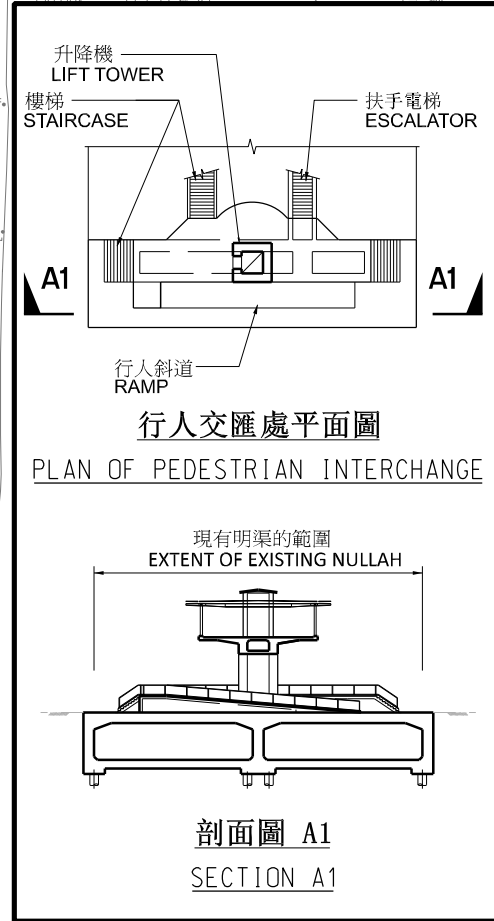 升降機
LIFT TOWER
樓梯
STAIRCASE
扶手電梯
ESCALATOR
A1
A1
行人斜道
RAMP
行人交匯處平面圖
PLAN OF PEDESTRIAN INTERCHANGE
現有明渠的範圍
EXTENT OF EXISTING NULLAH
剖面圖 A1
SECTION A1